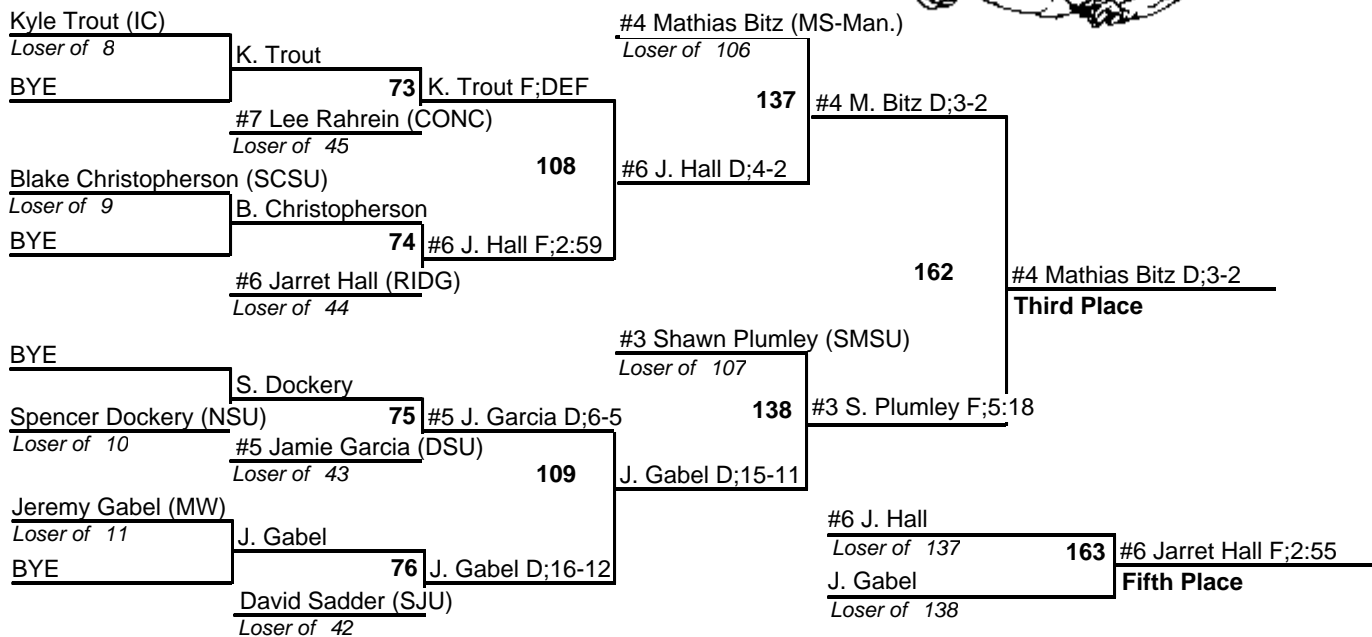 Kyle Trout (IC)
Loser of 8
K. Trout
BYE
73
K. Trout F;DEF
#7 Lee Rahrein (CONC)
Loser of 45
108
Blake Christopherson (SCSU)
Loser of 9
B. Christopherson
BYE
74
#6 J. Hall F;2:59
#6 Jarret Hall (RIDG)
Loser of 44
#4 Mathias Bitz (MS-Man.)
Loser of 106
137
#4 M. Bitz D;3-2
#6 J. Hall D;4-2
162
#4 Mathias Bitz D;3-2
Third Place
BYE
S. Dockery
Spencer Dockery (NSU)
Loser of 10
75
#5 J. Garcia D;6-5
#5 Jamie Garcia (DSU)
Loser of 43
109
Jeremy Gabel (MW)
Loser of 11
J. Gabel
BYE
76
J. Gabel D;16-12
David Sadder (SJU)
Loser of 42
#3 Shawn Plumley (SMSU)
Loser of 107
138
#3 S. Plumley F;5:18
J. Gabel D;15-11
#6 J. Hall
Loser of 137
163
#6 Jarret Hall F;2:55
Fifth Place
J. Gabel
Loser of 138